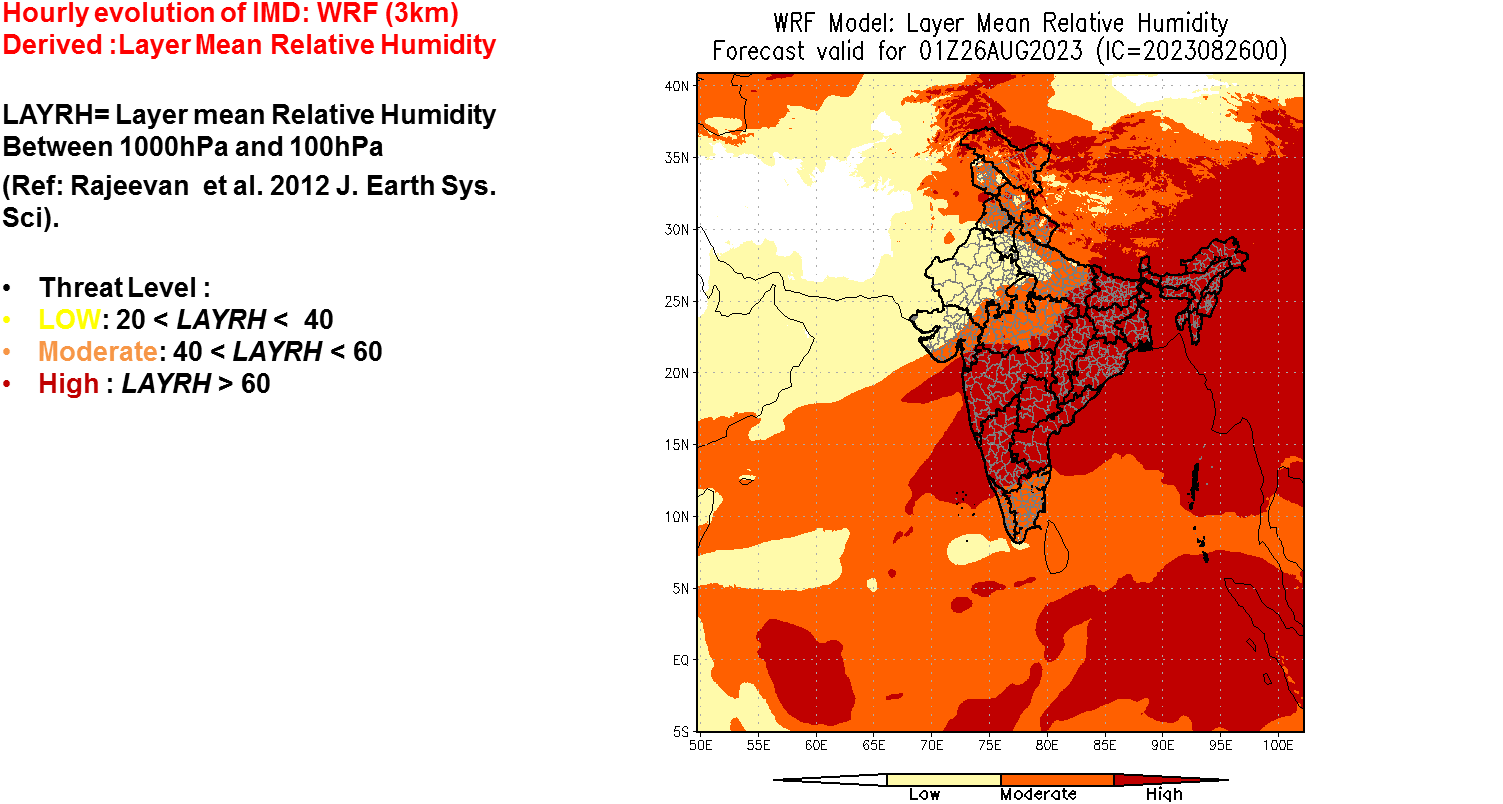 Hourly evolution of IMD: WRF (3km)
Derived :Layer Mean Relative Humidity
LAYRH= Layer mean Relative Humidity
Between 1000hPa and 100hPa
(Ref: Rajeevan et al. 2012 J. Earth Sys.
Sci).
• Threat Level :
• LOW: 20 < LAYRH < 40
• Moderate: 40 < LAYRH < 60
• High : LAYRH > 60
WRF Model: Layer Mean Relative Humidity
Forecast valid for 01Z26AUG2023 (IC=2023082600)
40N
35N
30N
25N
20N
15N
10N
5N
EQ
5S
50E 55E 60E 65E 70E 75E 80E 85E 90E 95E 100E
Low Moderate High